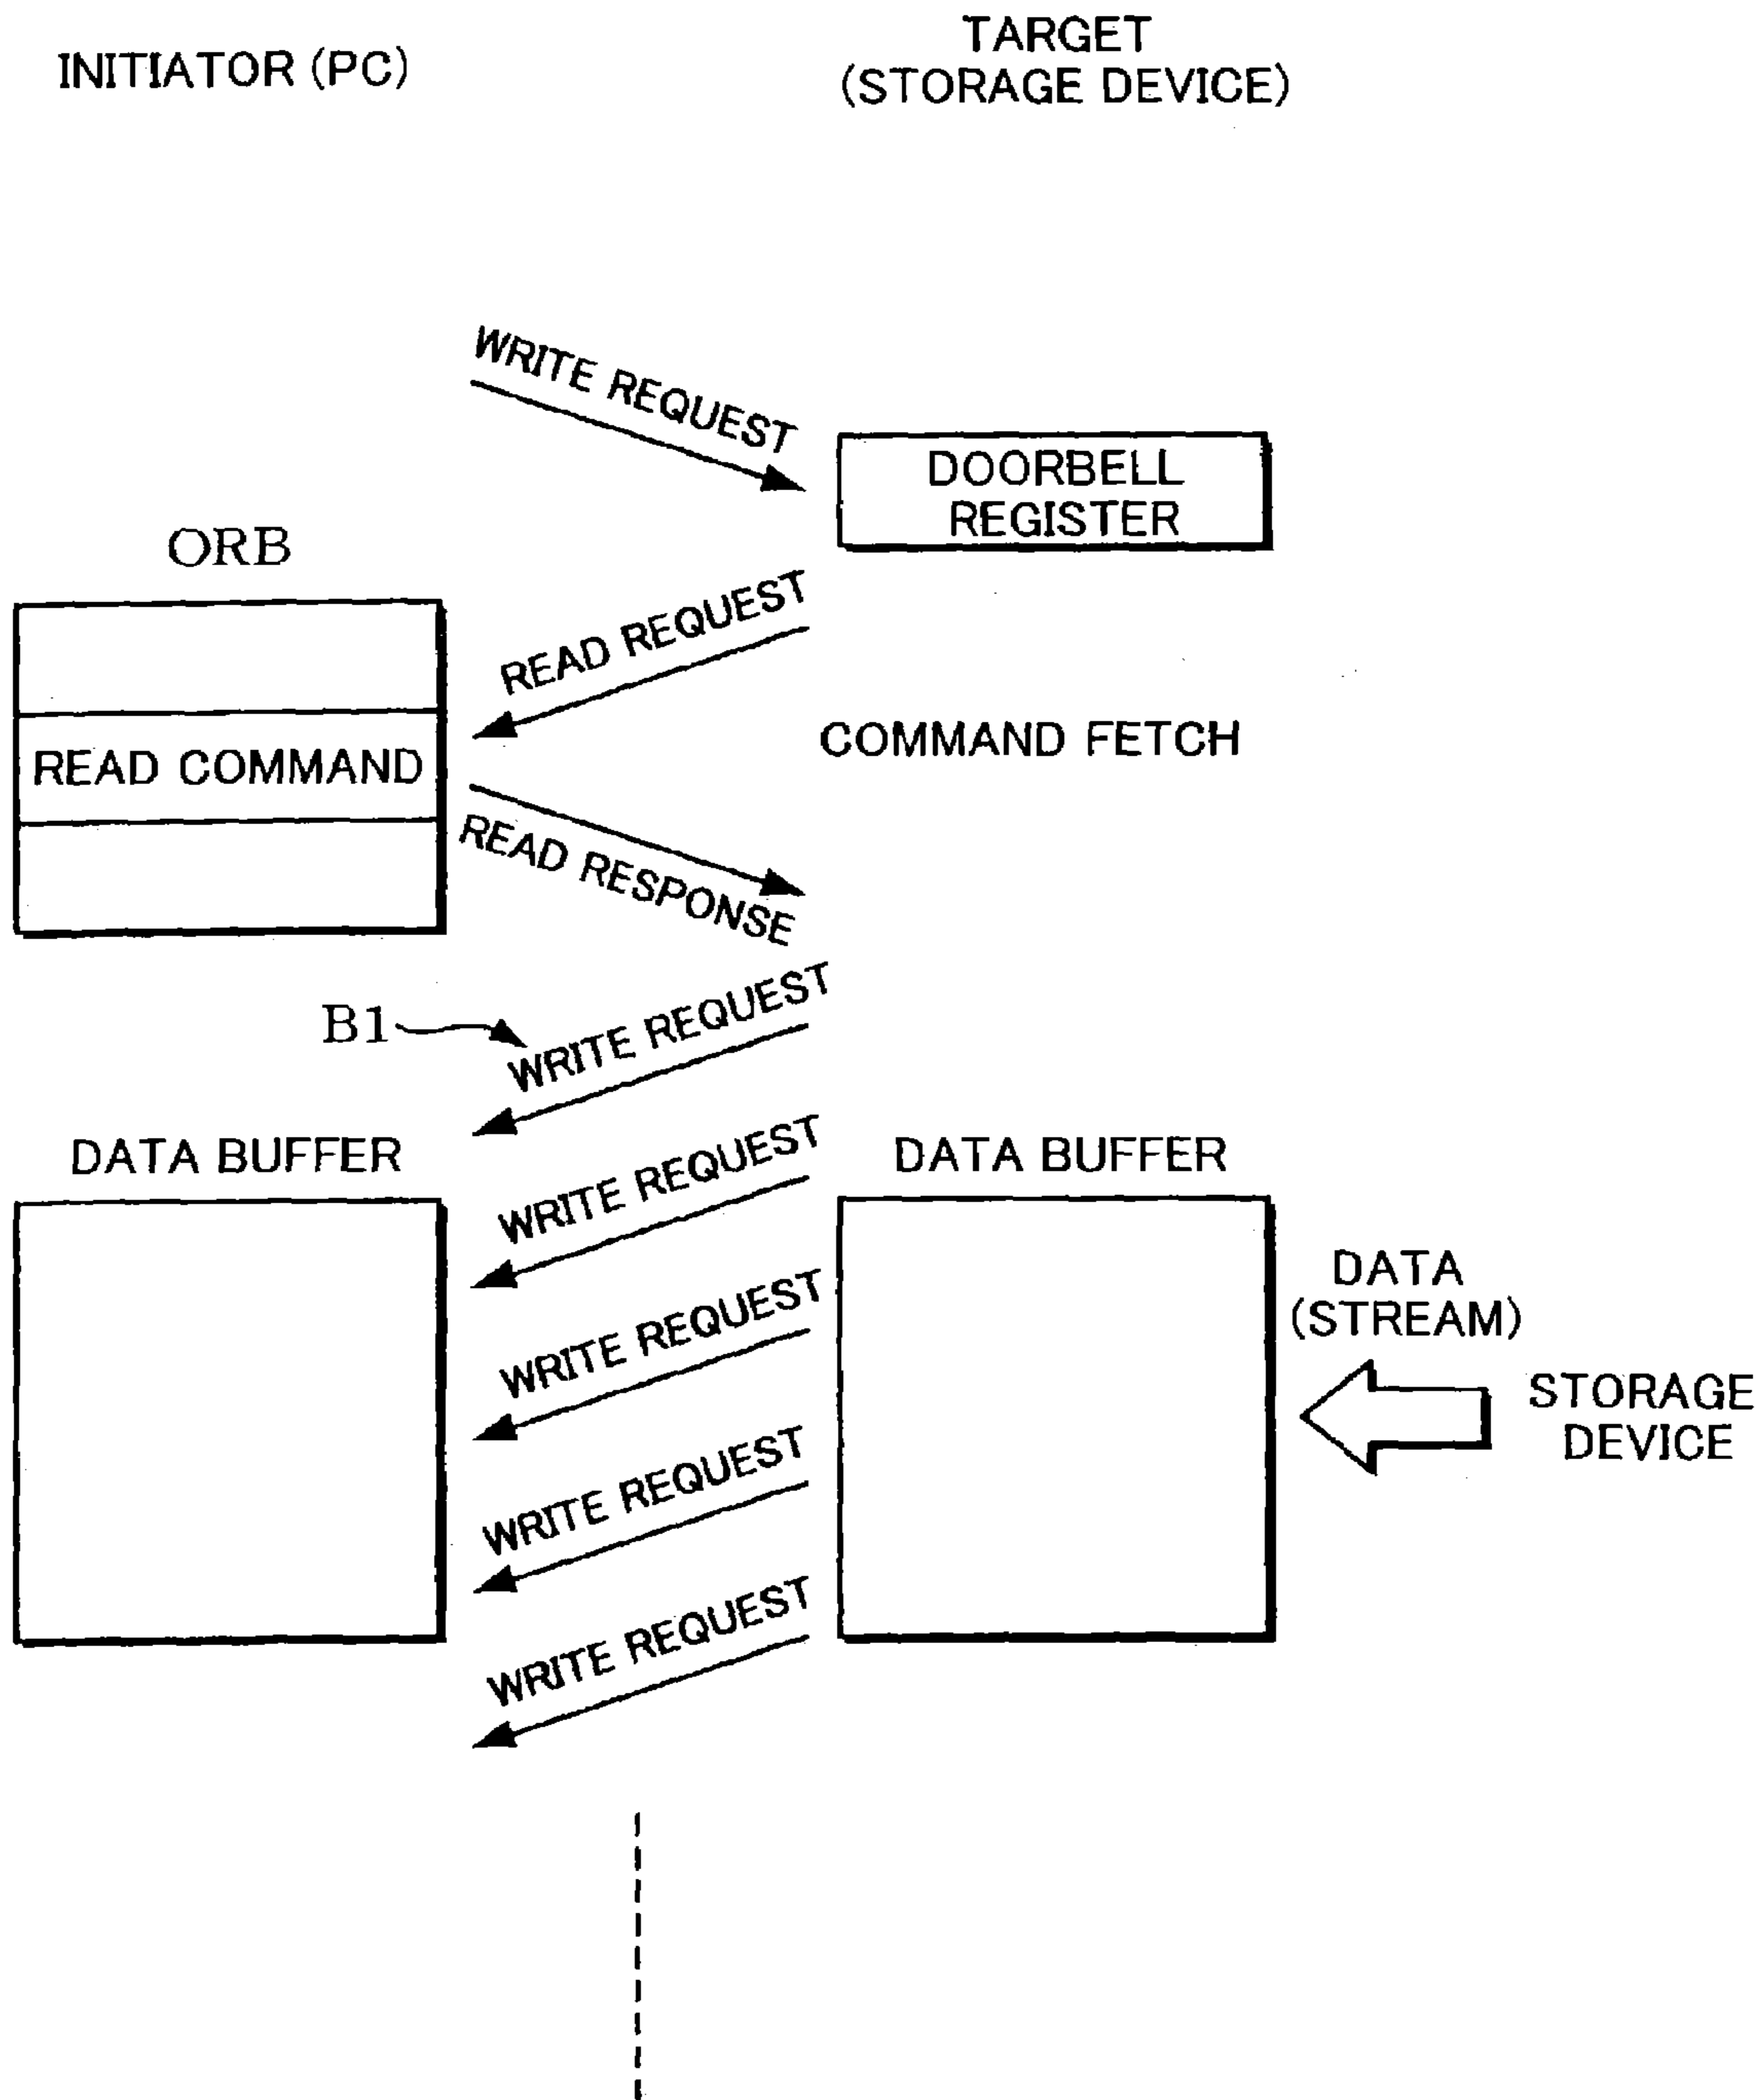 INITIATOR (PC)
TARGET
(STORAGE DEVICE)
WRITE REQUEST
DOORBELL
REGISTER
ORB
READ REQUEST
READ COMMAND
COMMAND FETCH
READ RESPONSE
B1
WRITE REQUEST
DATA BUFFER
WRITE REQUEST
DATA BUFFER
WRITE REQUEST
DATA
(STREAM)
STORAGE
DEVICE
WRITE REQUEST
WRITE REQUEST